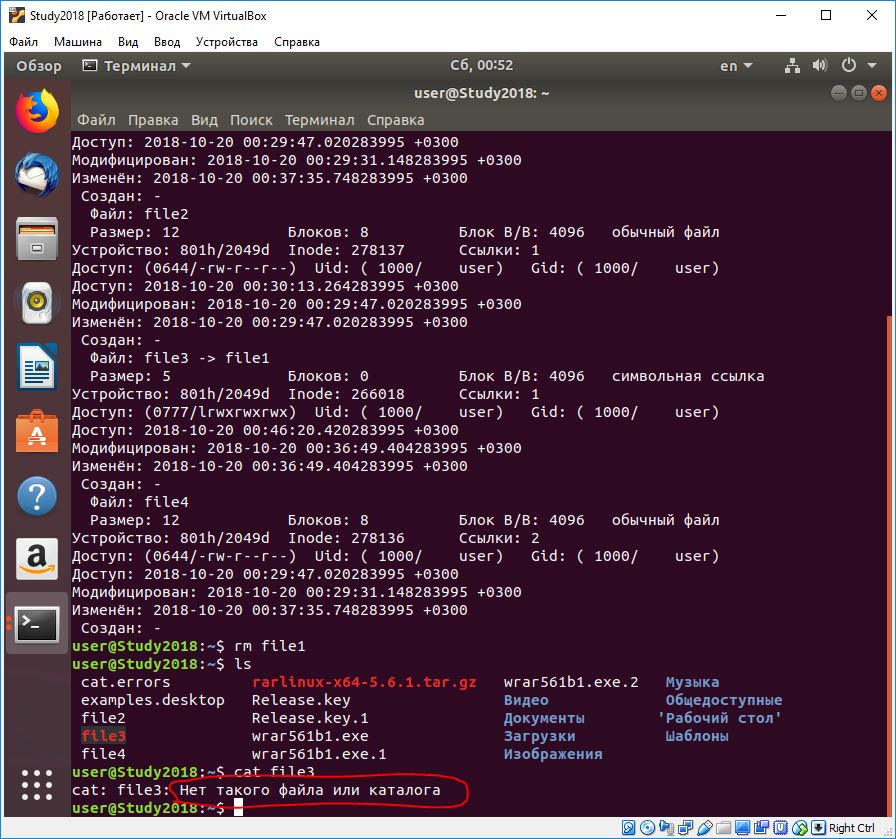 Study2018 [Работает] - Oracle VM VirtualBox
Файл Машина Вид Ввод Устройства Справка
Обзор Терминал Сб, 00:52 en
user@Study2018: ~
Файл Правка Вид Поиск Терминал Справка
Доступ: 2018-10-20 00:29:47.020283995 +0300
Модифицирован: 2018-10-20 00:29:31.148283995 +0300
Изменён: 2018-10-20 00:37:35.748283995 +0300
Создан: -
Файл: file2
Размер: 12 Блоков: 8 Блок В/В: 4096 обычный файл
Устройство: 801h/2049d Inode: 278137 Ссылки: 1
Доступ: (0644/-rw-r--r--) Uid: ( 1000/ user) Gid: ( 1000/ user)
Доступ: 2018-10-20 00:30:13.264283995 +0300
Модифицирован: 2018-10-20 00:29:47.020283995 +0300
Изменён: 2018-10-20 00:29:47.020283995 +0300
Создан: -
Файл: file3 -> file1
Размер: 5 Блоков: 0 Блок В/В: 4096 символьная ссылка
Устройство: 801h/2049d Inode: 266018 Ссылки: 1
Доступ: (0777/lrwxrwxrwx) Uid: ( 1000/ user) Gid: ( 1000/ user)
Доступ: 2018-10-20 00:46:20.420283995 +0300
Модифицирован: 2018-10-20 00:36:49.404283995 +0300
Изменён: 2018-10-20 00:36:49.404283995 +0300
Создан: -
Файл: file4
Размер: 12 Блоков: 8 Блок В/В: 4096 обычный файл
Устройство: 801h/2049d Inode: 278136 Ссылки: 2
Доступ: (0644/-rw-r--r--) Uid: ( 1000/ user) Gid: ( 1000/ user)
Доступ: 2018-10-20 00:29:47.020283995 +0300
Модифицирован: 2018-10-20 00:29:31.148283995 +0300
Изменён: 2018-10-20 00:37:35.748283995 +0300
Создан: -
user@Study2018:~$ rm file1
user@Study2018:~$ ls
cat.errors rarlinux-x64-5.6.1.tar.gz wrar561b1.exe.2 Музыка
examples.desktop Release.key Видео Общедоступные
file2 Release.key.1 Документы 'Рабочий стол'
file3 wrar561b1.exe Загрузки Шаблоны
file4 wrar561b1.exe.1 Изображения
user@Study2018:~$ cat file3
cat: file3: Нет такого файла или каталога
user@Study2018:~$
Right Ctrl